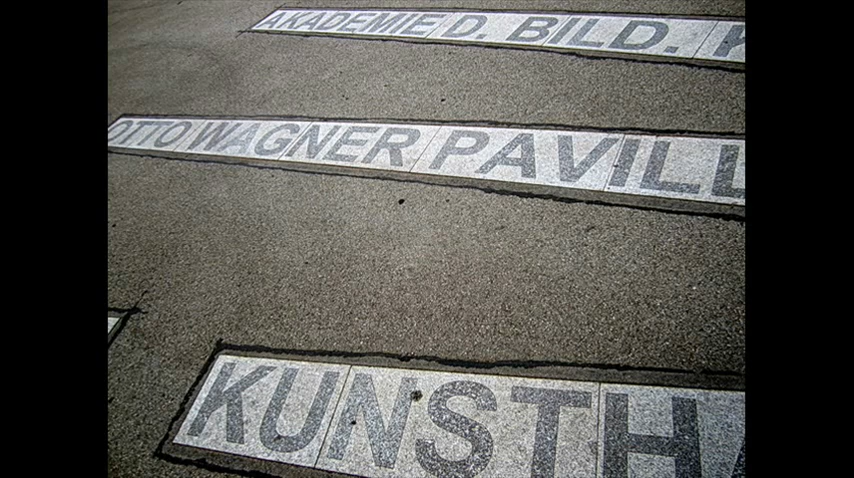 AKADEMIE D. BILD. K
OTTO WAGNER PAVILL
KUNSTH